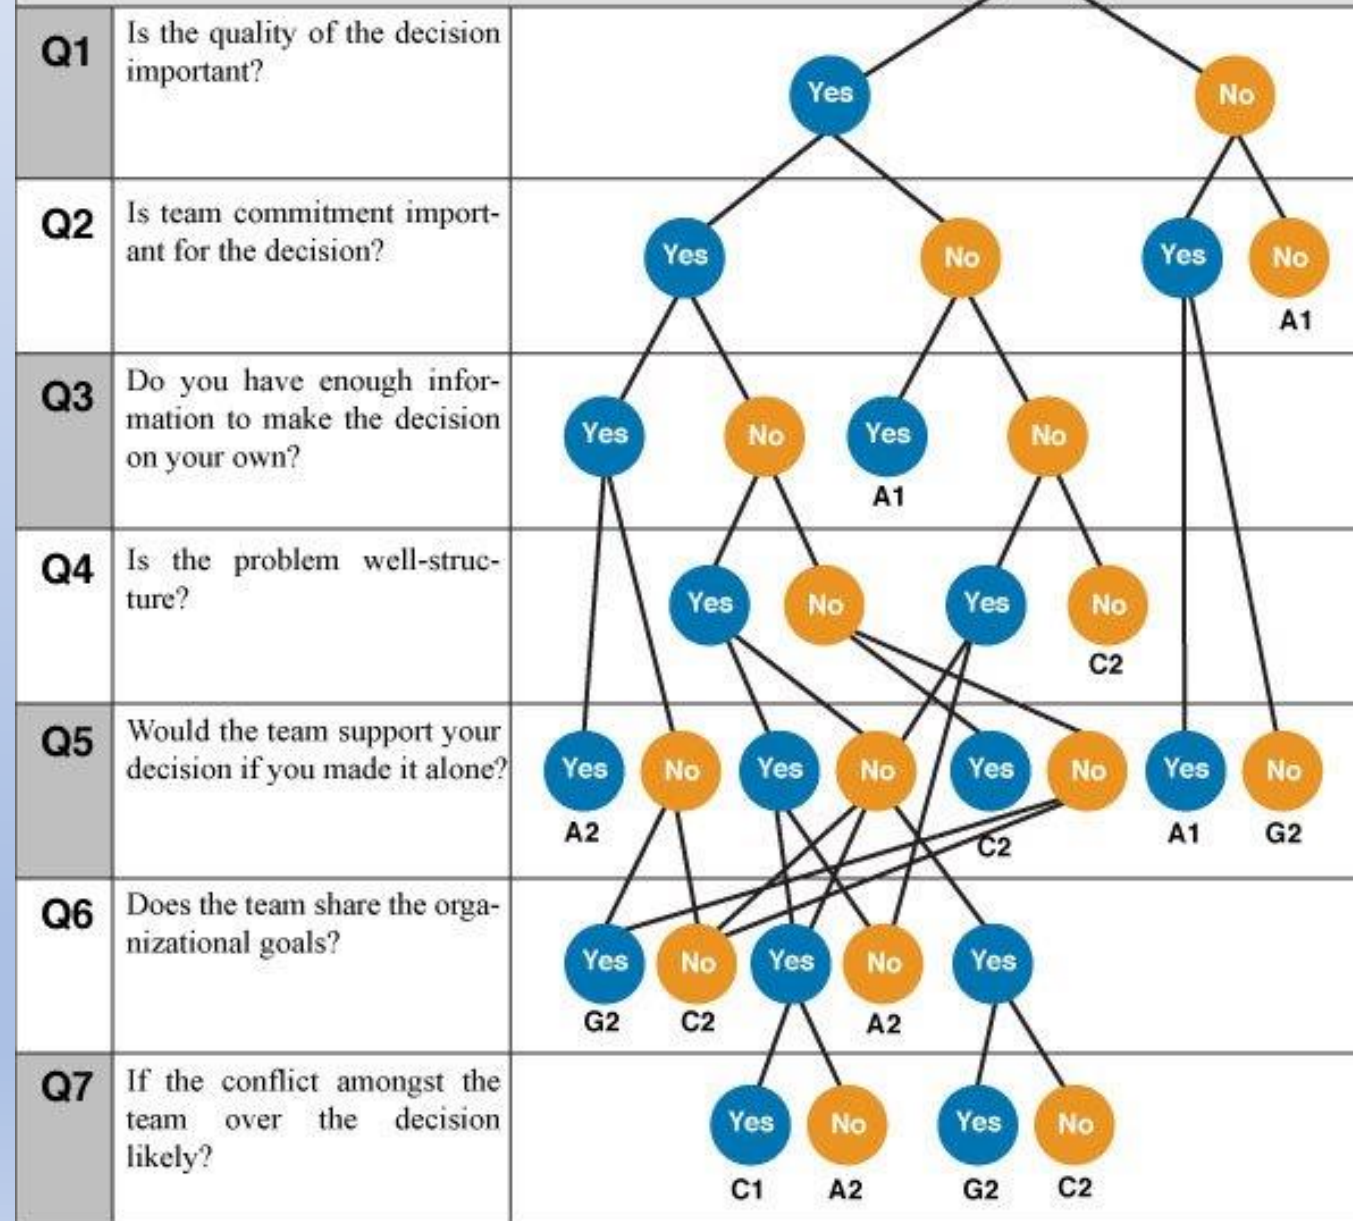 Q1
Is the quality of the decision
important?
Yes
No
Q2
Is team commitment import-
ant for the decision?
Yes
No
Yes
No
A1
Q3
Do you have enough infor-
mation to make the decision
on your own?
Yes
No
Yes
No
A1
Q4
Is the problem well-struc-
ture?
Yes
No
Yes
No
C2
Q5
Would the team support your
decision if you made it alone?
Yes
No
Yes
No
Yes
No
Yes
No
A2
C2
A1
G2
Q6
Does the team share the orga-
nizational goals?
Yes
No
Yes
No
Yes
G2
C2
A2
Q7
If the conflict amongst the
team over the decision
likely?
Yes
No
Yes
No
C1
A2
G2
C2